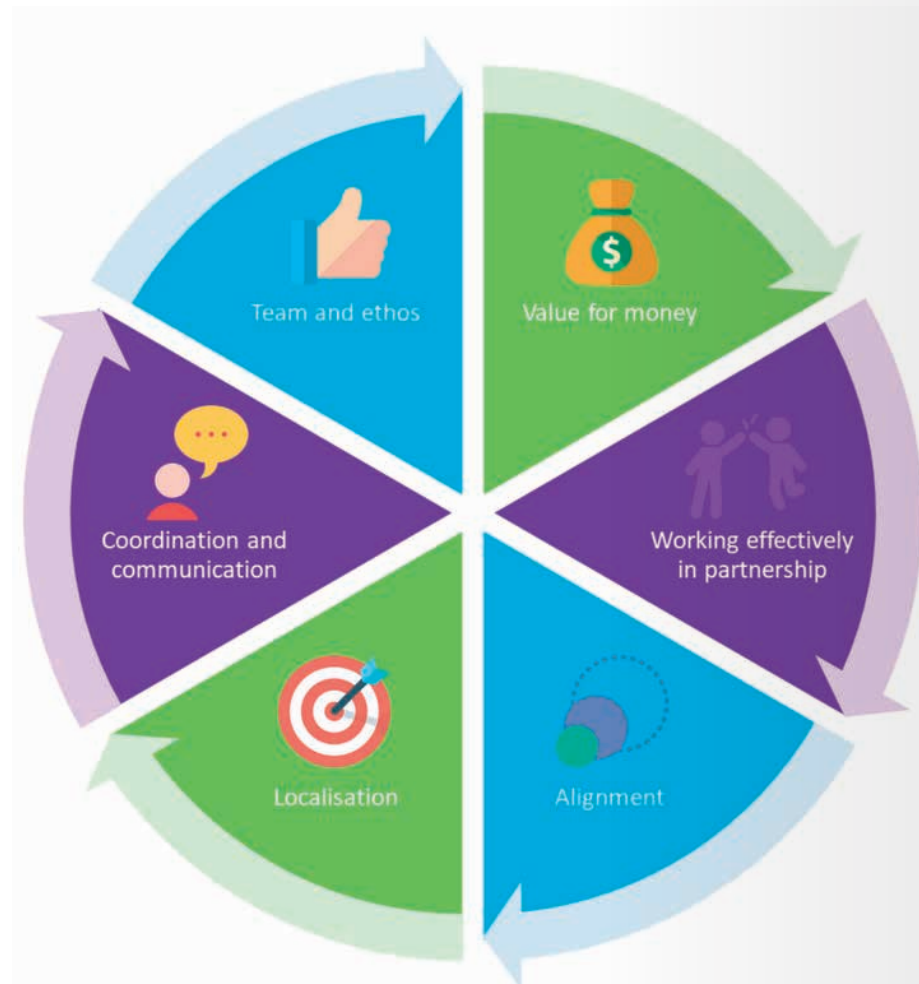 Team and ethos
Value for money
Working effectively
in partnership
Alignment
Localisation
Coordination and
communication
$